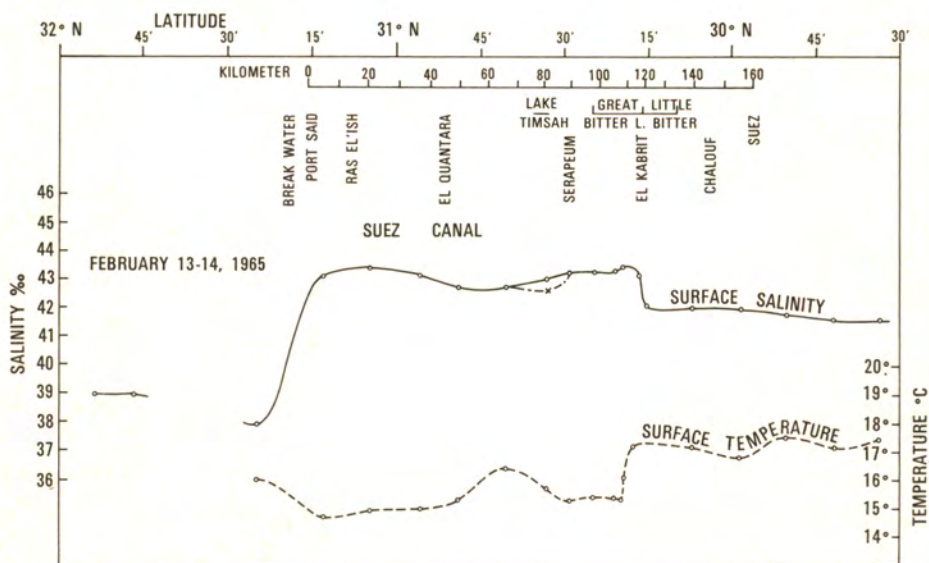 LATITUDE
32° N 45' 30' 15' 31° N 45' 30' 15' 30° N 45' 30'
KILOMETER 0 20 40 60 80 100 120 140 160
LAKE GREAT LITTLE
TIMSAH BITTER L. BITTER
BREAK WATER
PORT SAID
RAS EL'ISH
EL QUANTARA
SERAPEUM
EL KABRIT
CHALOUF
SUEZ
46
45
44
43
42
41
40
39
38
37
36
SALINITY ‰
SUEZ CANAL
FEBRUARY 13-14, 1965
SURFACE SALINITY
SURFACE TEMPERATURE
20°
19°
18°
17°
16°
15°
14°
TEMPERATURE °C